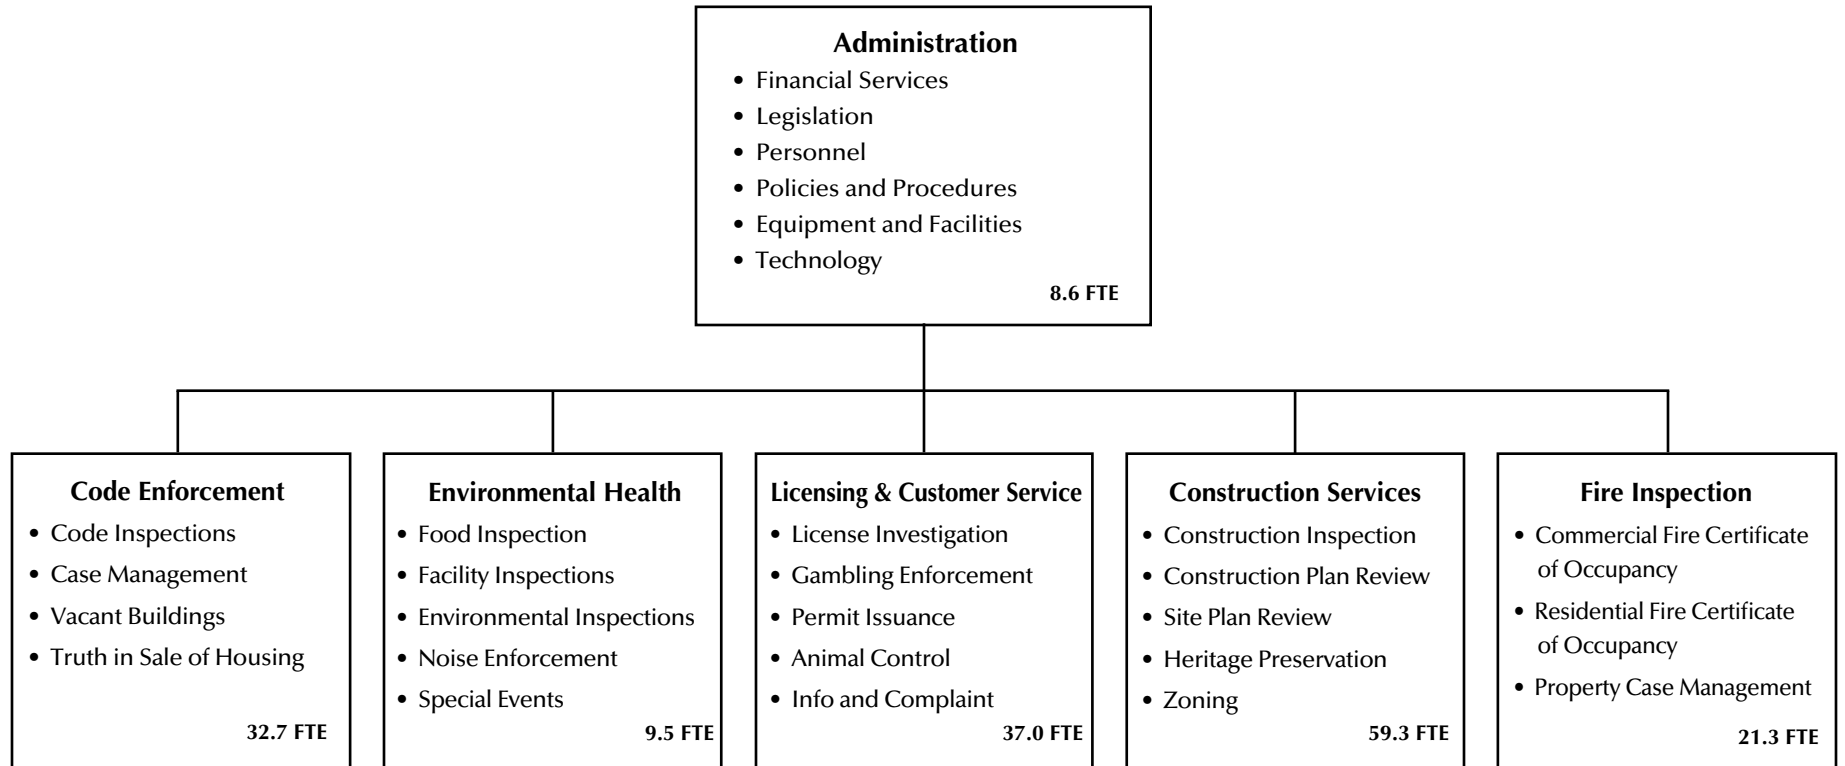 Administration
• Financial Services
• Legislation
• Personnel
• Policies and Procedures
• Equipment and Facilities
• Technology
8.6 FTE
Code Enforcement
• Code Inspections
• Case Management
• Vacant Buildings
• Truth in Sale of Housing
32.7 FTE
Environmental Health
• Food Inspection
• Facility Inspections
• Environmental Inspections
• Noise Enforcement
• Special Events
9.5 FTE
Licensing & Customer Service
• License Investigation
• Gambling Enforcement
• Permit Issuance
• Animal Control
• Info and Complaint
37.0 FTE
Construction Services
• Construction Inspection
• Construction Plan Review
• Site Plan Review
• Heritage Preservation
• Zoning
59.3 FTE
Fire Inspection
• Commercial Fire Certificate
of Occupancy
• Residential Fire Certificate
of Occupancy
• Property Case Management
21.3 FTE